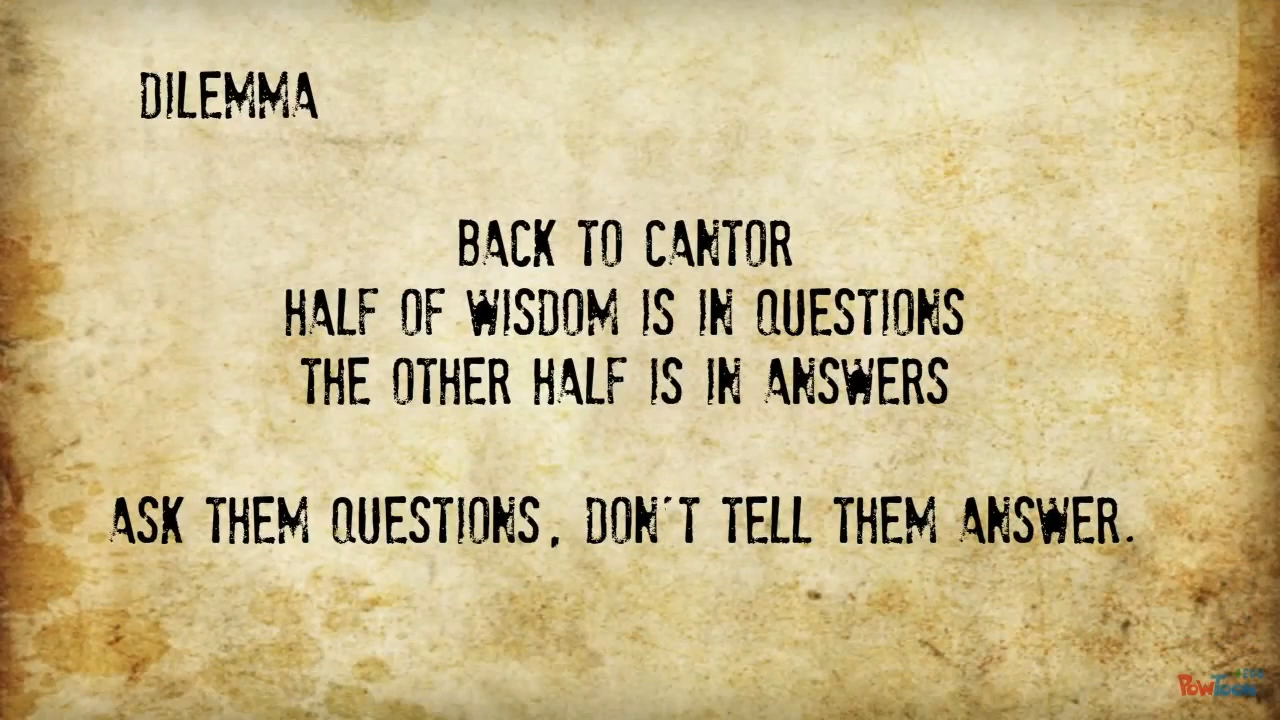 DILEMMA
BACK TO CANTOR
HALF OF WISDOM IS IN QUESTIONS
THE OTHER HALF IS IN ANSWERS
ASK THEM QUESTIONS, DON'T TELL THEM ANSWER.
POWTOON